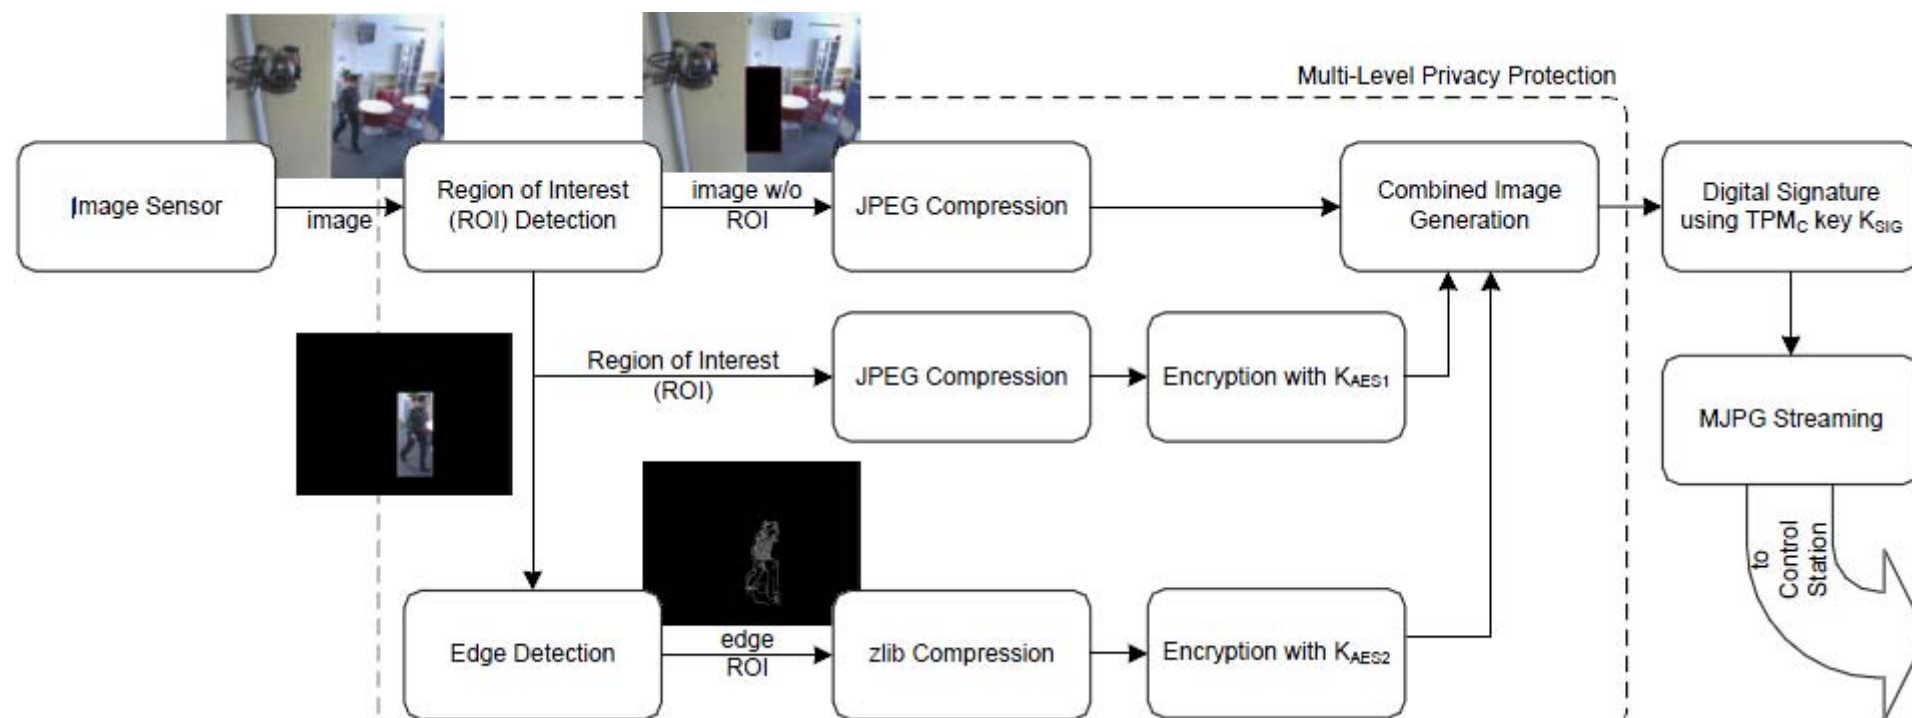 Multi-Level Privacy Protection
Image Sensor
image
Region of Interest
(ROI) Detection
image w/o
ROI
JPEG Compression
Combined Image
Generation
Digital Signature
using TPMC key KSIG
Region of Interest
(ROI)
JPEG Compression
Encryption with KAES1
MJPG Streaming
to
Control
Station
Edge Detection
edge
ROI
zlib Compression
Encryption with KAES2